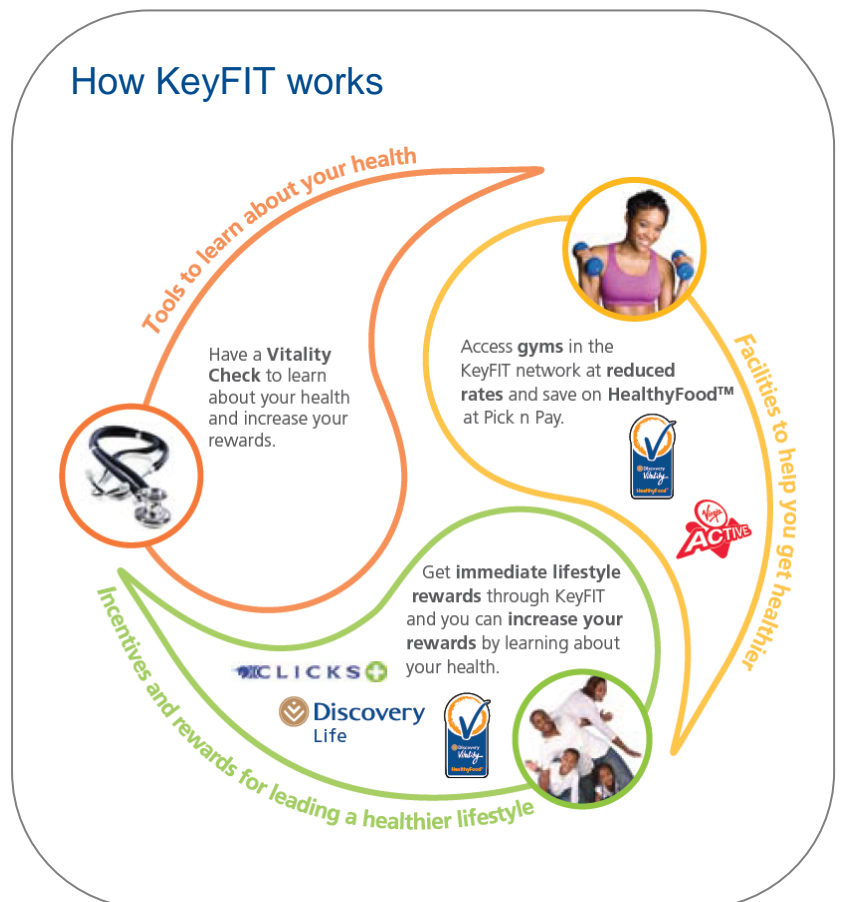 How KeyFIT works
Tools to learn about your health
Have a Vitality
Check to learn
about your health
and increase your
rewards.
Access gyms in the
KeyFIT network at reduced
rates and save on HealthyFood™
at Pick n Pay.
Discovery
Vitality
HealthyFood™
Virgin
ACTIVE
Facilities to help you get healthier
Get immediate lifestyle
rewards through KeyFIT
and you can increase your
rewards by learning about
your health.
CLICKS
Discovery
Life
Discovery
Vitality
HealthyFood™
Incentives and rewards for leading a healthier lifestyle